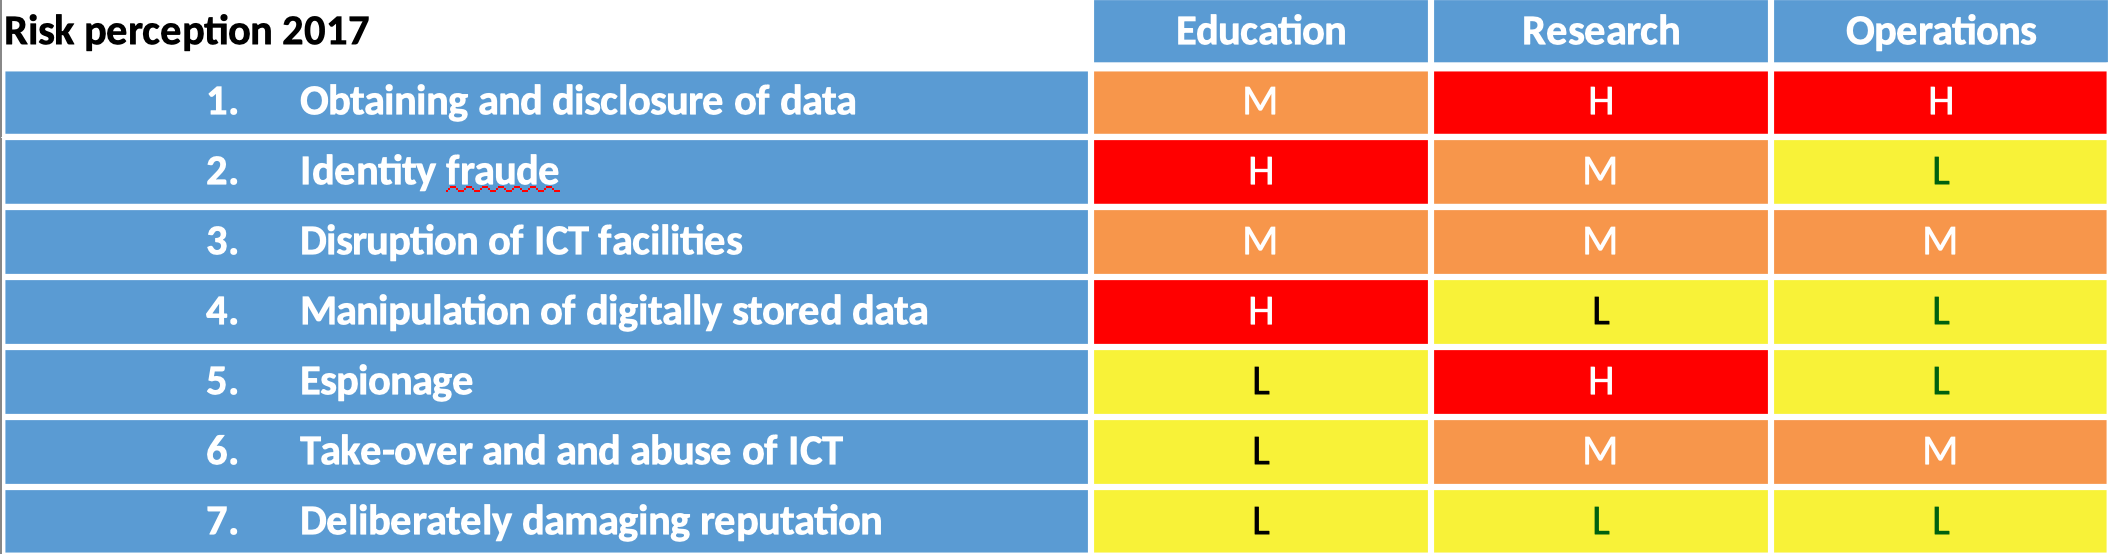 Risk perception 2017 Education Research Operations
1. Obtaining and disclosure of data M H H
2. Identity fraude H M L
3. Disruption of ICT facilities M M M
4. Manipulation of digitally stored data H L L
5. Espionage L H L
6. Take-over and and abuse of ICT L M M
7. Deliberately damaging reputation L L L